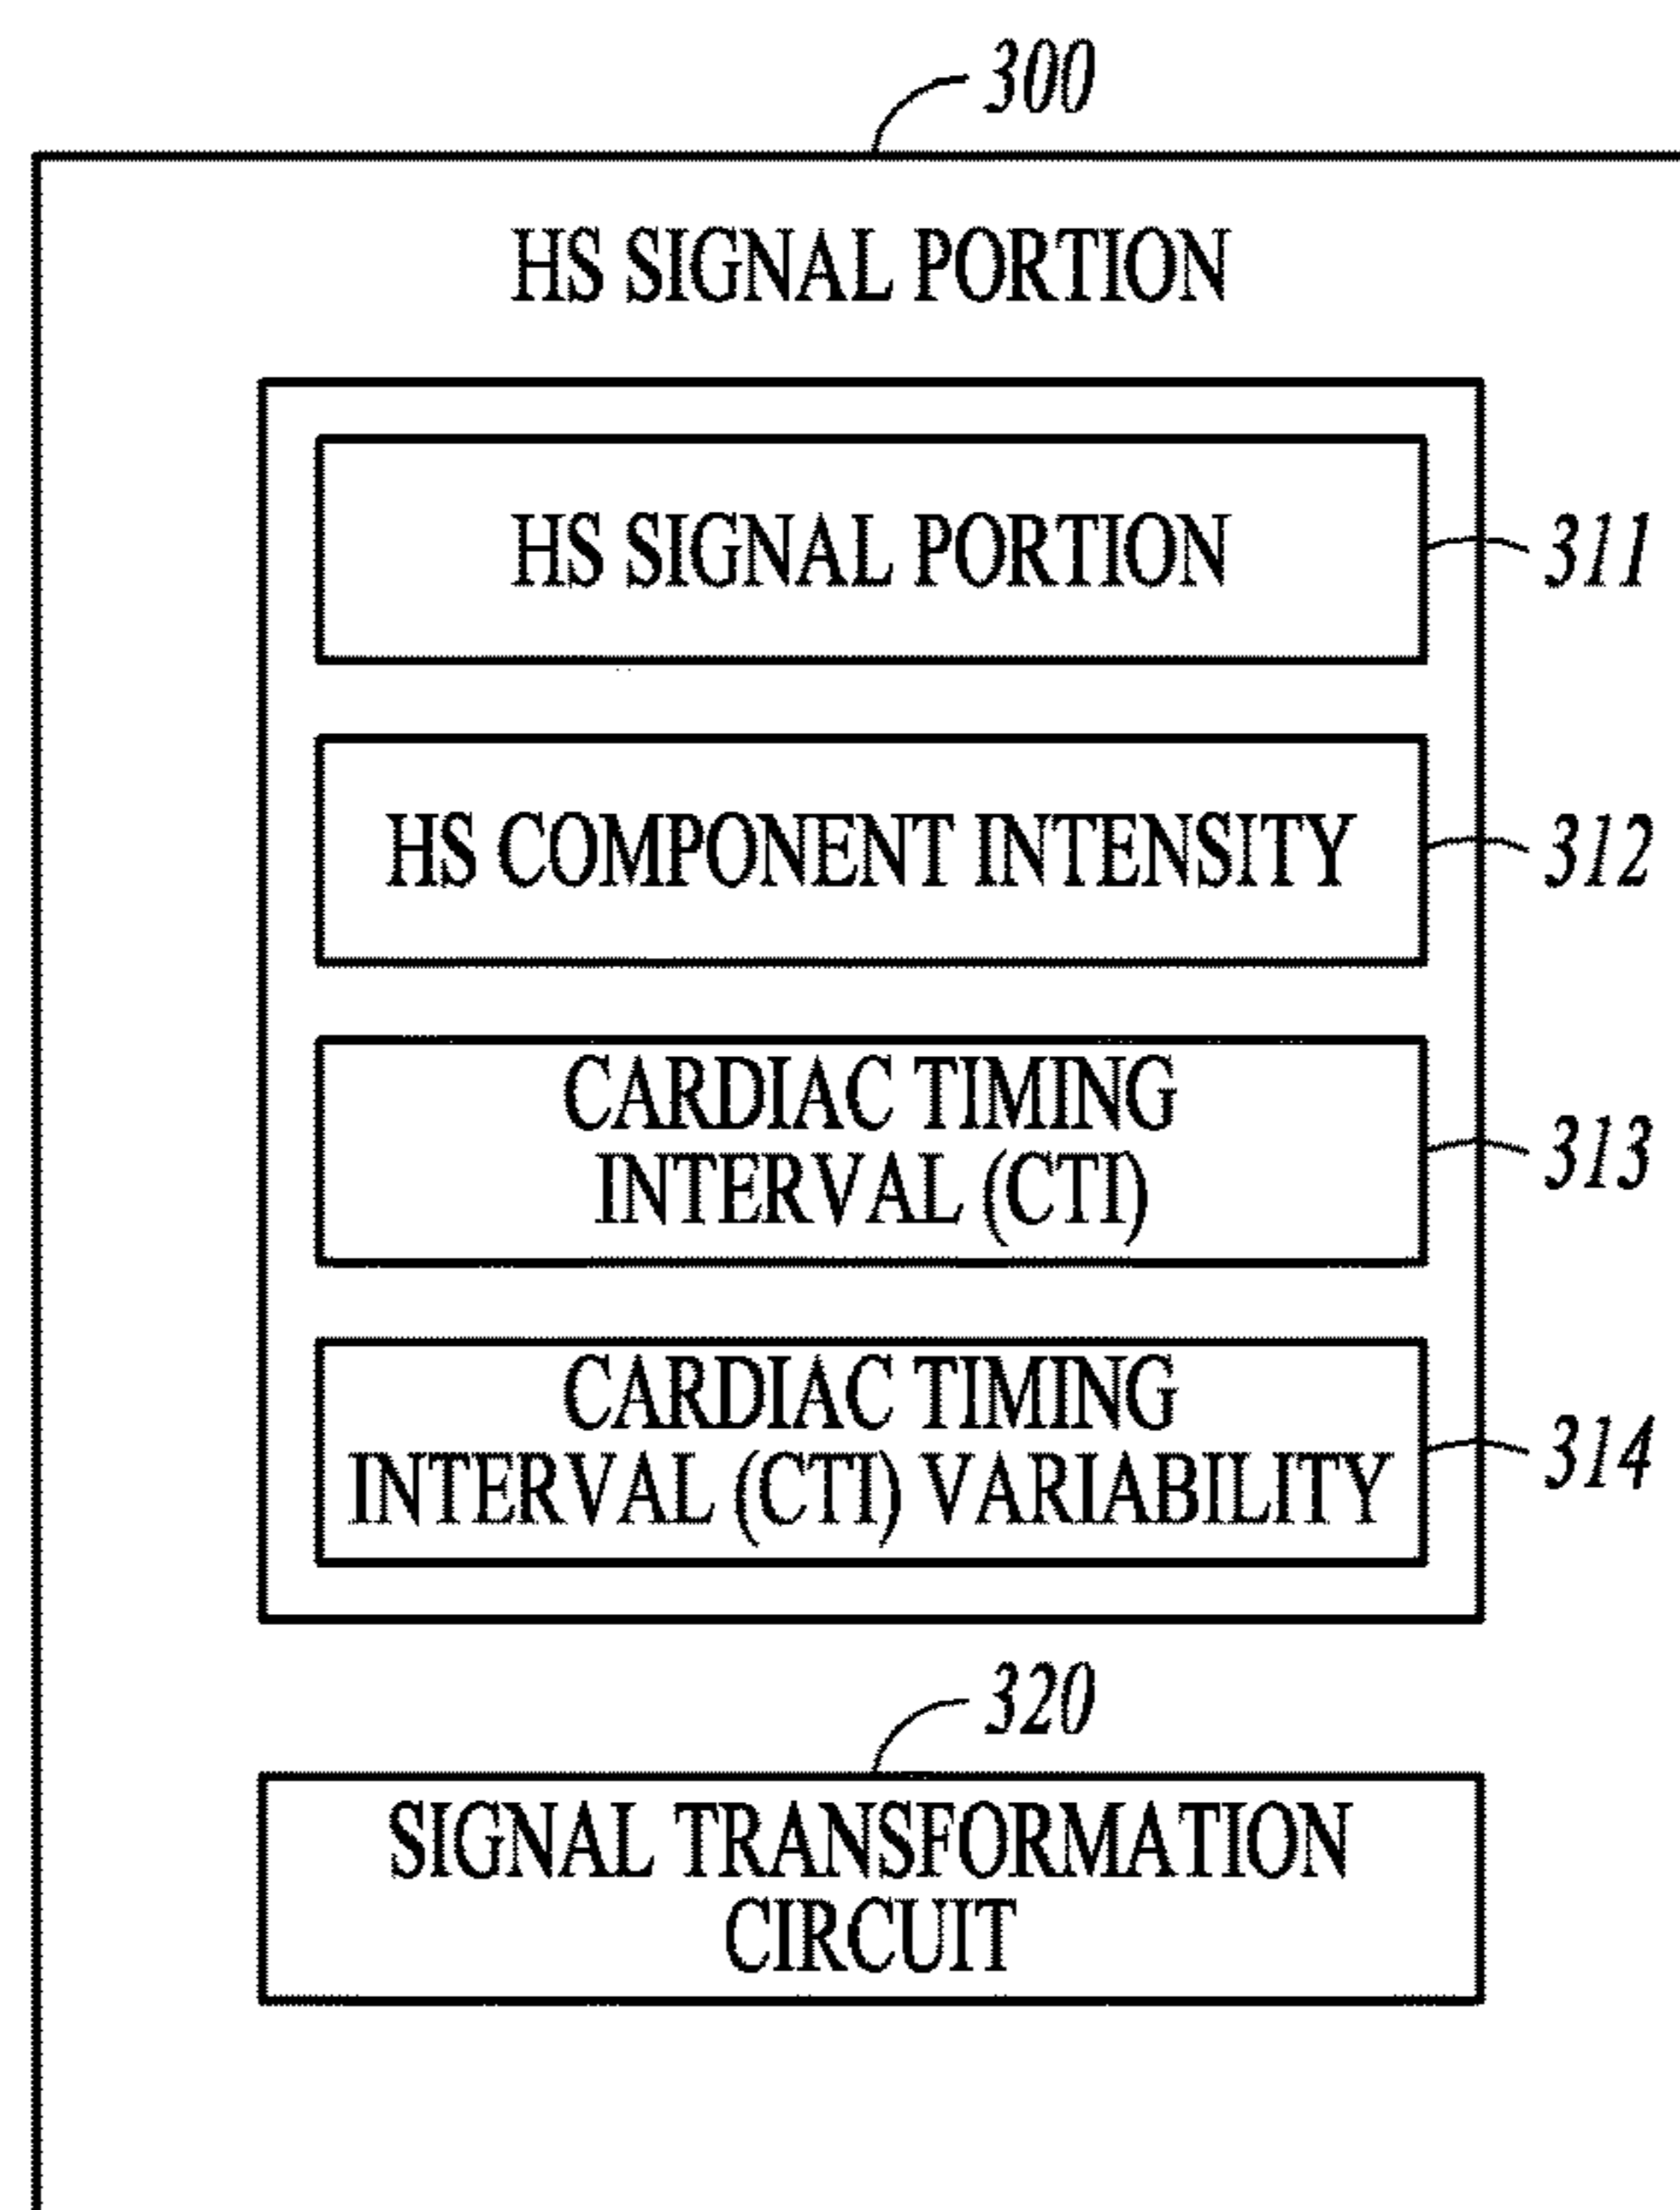 300
HS SIGNAL PORTION
HS SIGNAL PORTION
311
HS COMPONENT INTENSITY
312
CARDIAC TIMING
INTERVAL (CTI)
313
CARDIAC TIMING
INTERVAL (CTI) VARIABILITY
314
320
SIGNAL TRANSFORMATION
CIRCUIT